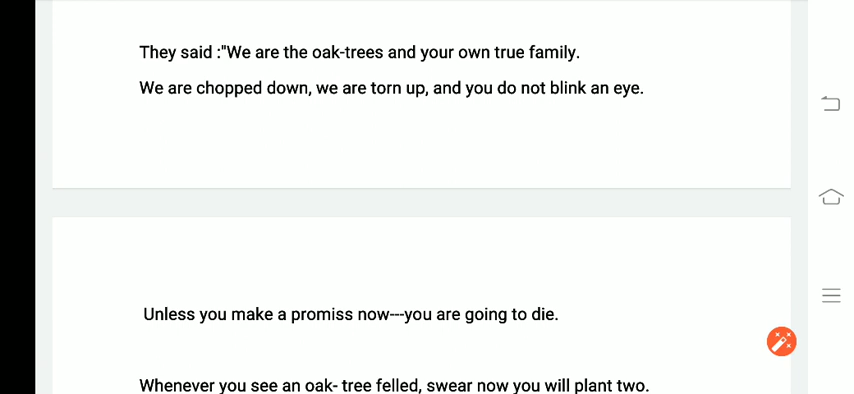 They said :"We are the oak-trees and your own true family.
We are chopped down, we are torn up, and you do not blink an eye.
Unless you make a promiss now---you are going to die.
Whenever you see an oak- tree felled, swear now you will plant two.